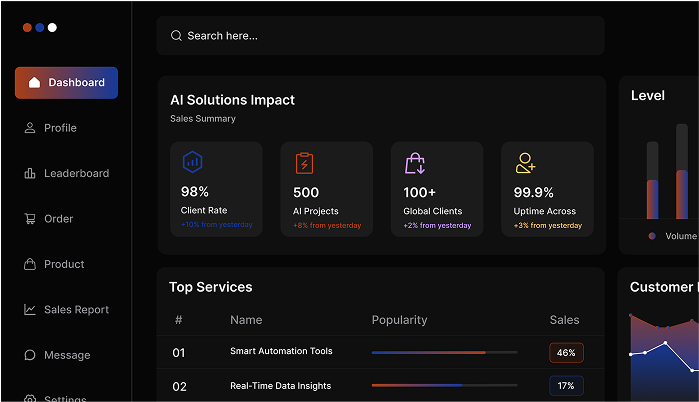 Search here...
Dashboard
Profile
Leaderboard
Order
Product
Sales Report
Message
Settings
AI Solutions Impact
Sales Summary
98%
Client Rate
+10% from yesterday
500
AI Projects
+8% from yesterday
100+
Global Clients
+2% from yesterday
99.9%
Uptime Across
+3% from yesterday
Level
Volume
Top Services
# Name Popularity Sales
01 Smart Automation Tools 46%
02 Real-Time Data Insights 17%
Customer